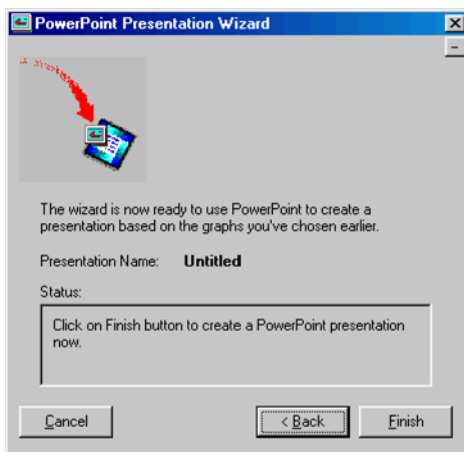 PowerPoint Presentation Wizard
The wizard is now ready to use PowerPoint to create a
presentation based on the graphs you've chosen earlier.
Presentation Name: Untitled
Status:
Click on Finish button to create a PowerPoint presentation
now.
Cancel
< Back
Finish